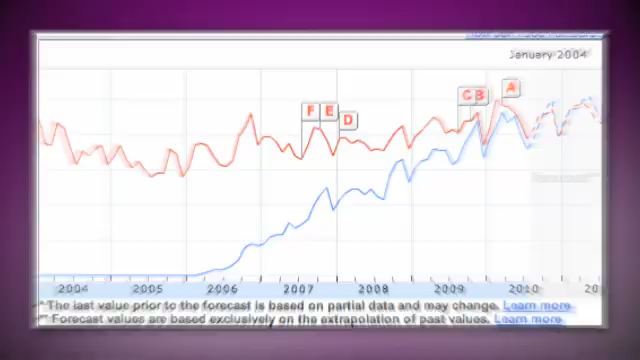 January 2004
A
C B
F E
D
2004 2005 2006 2007 2008 2009 2010
*The last value prior to the forecast is based on partial data and may change. Learn more
** Forecast values are based exclusively on the extrapolation of past values. Learn more